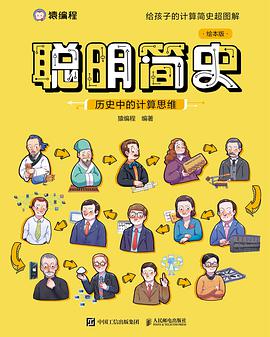 猿编程
给孩子的计算简史超图解
聪明简史
绘本版
历史中的计算思维
猿编程 编著
中国工信出版集团
人民邮电出版社